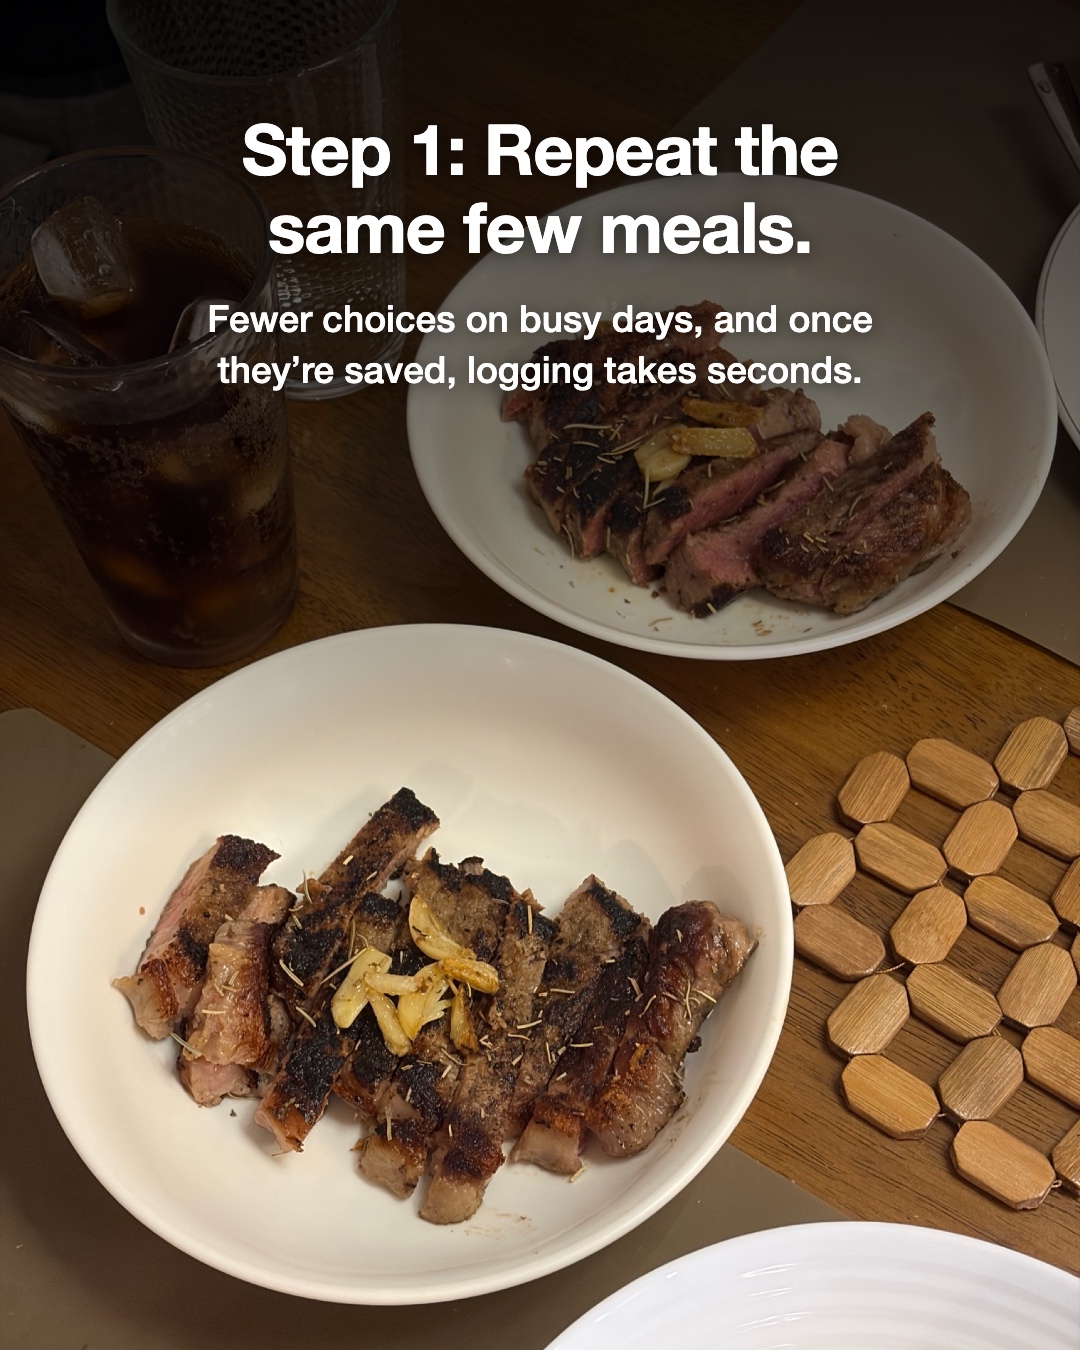 Step 1: Repeat the
same few meals.
Fewer choices on busy days, and once
they’re saved, logging takes seconds.